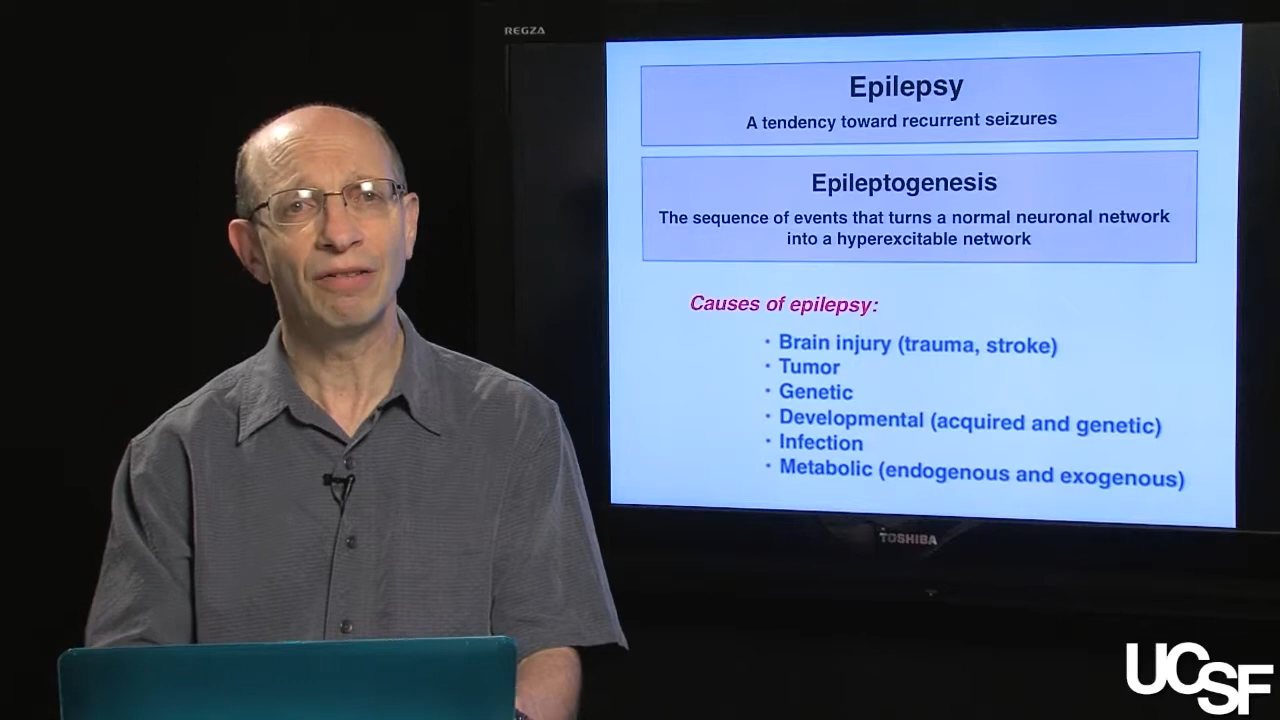 REGZA
Epilepsy
A tendency toward recurrent seizures
Epileptogenesis
The sequence of events that turns a normal neuronal network
into a hyperexcitable network
Causes of epilepsy:
· Brain injury (trauma, stroke)
· Tumor
· Genetic
· Developmental (acquired and genetic)
· Infection
· Metabolic (endogenous and exogenous)
TOSHIBA
UCSF